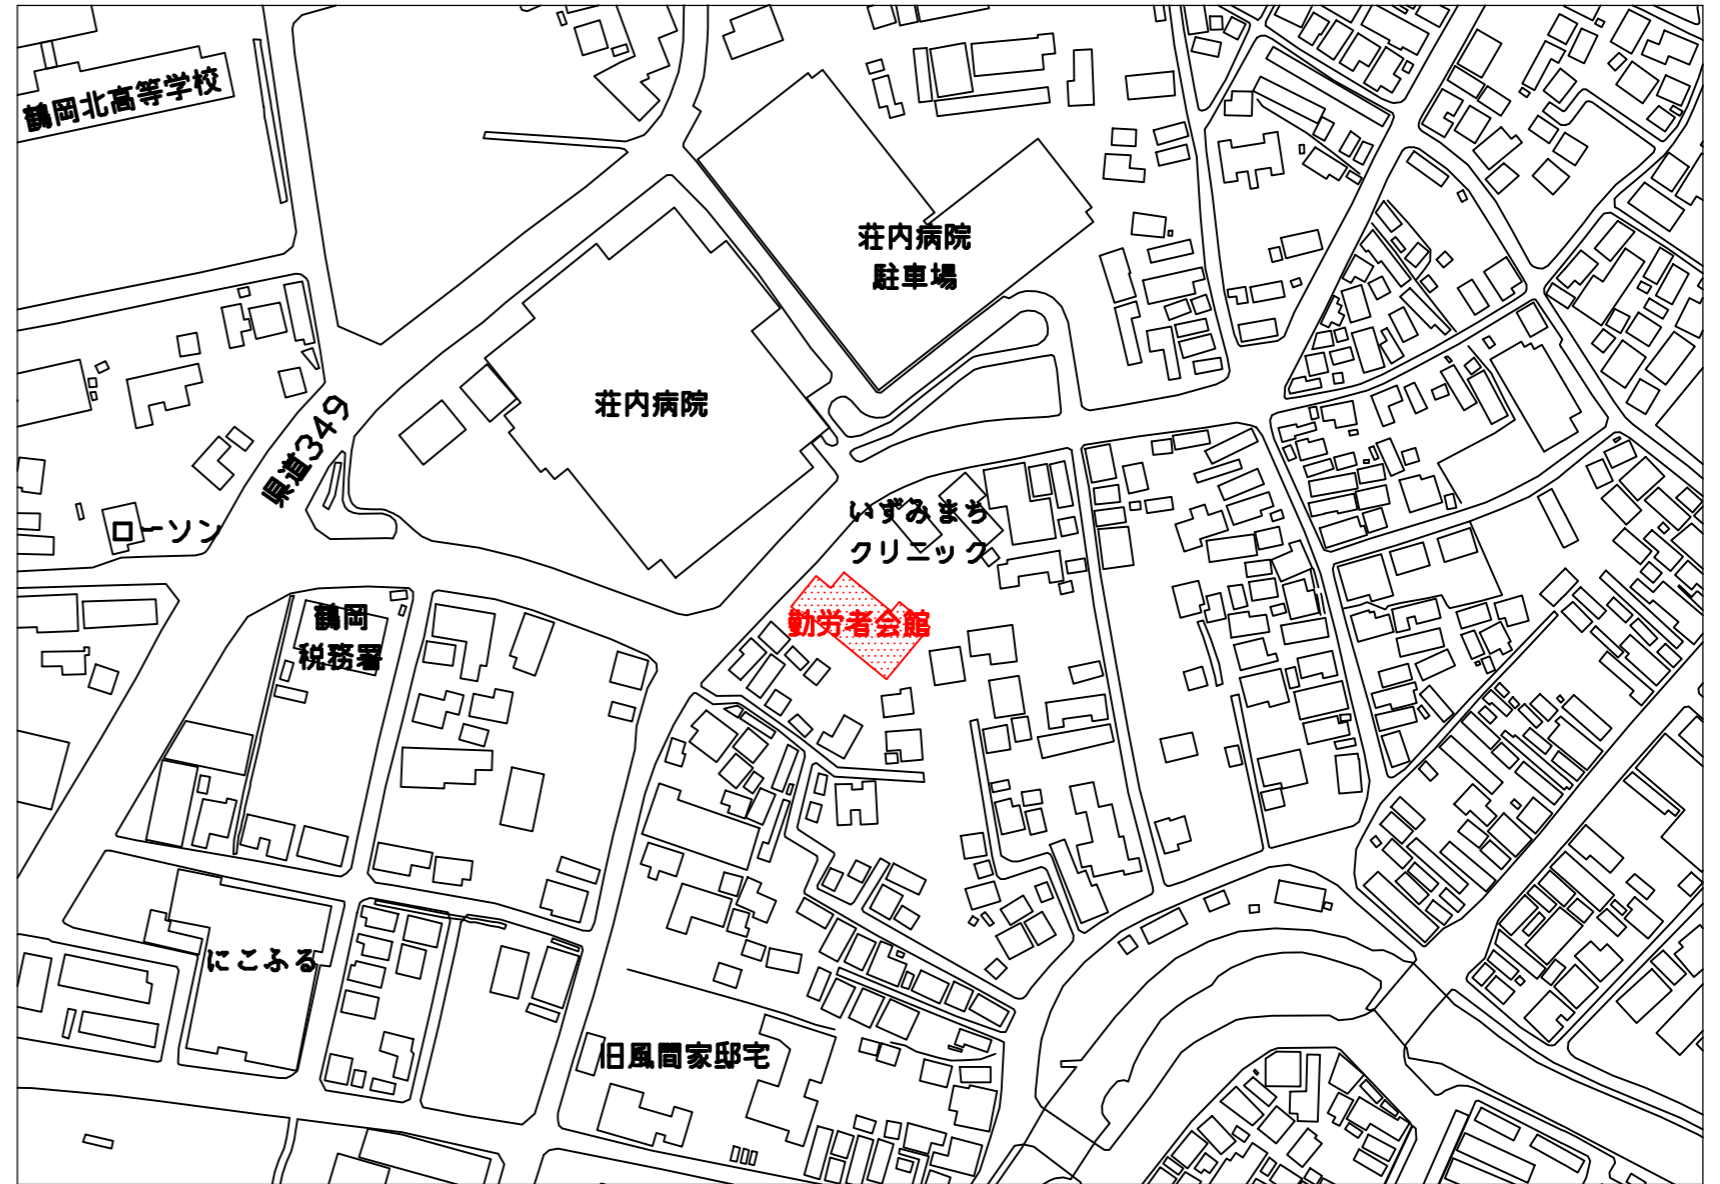 鶴岡北高等学校
荘内病院
駐車場
荘内病院
県道349
ローソン
いずみまち
クリニック
勤労者会館
鶴岡
税務署
にこふる
旧風間家邸宅